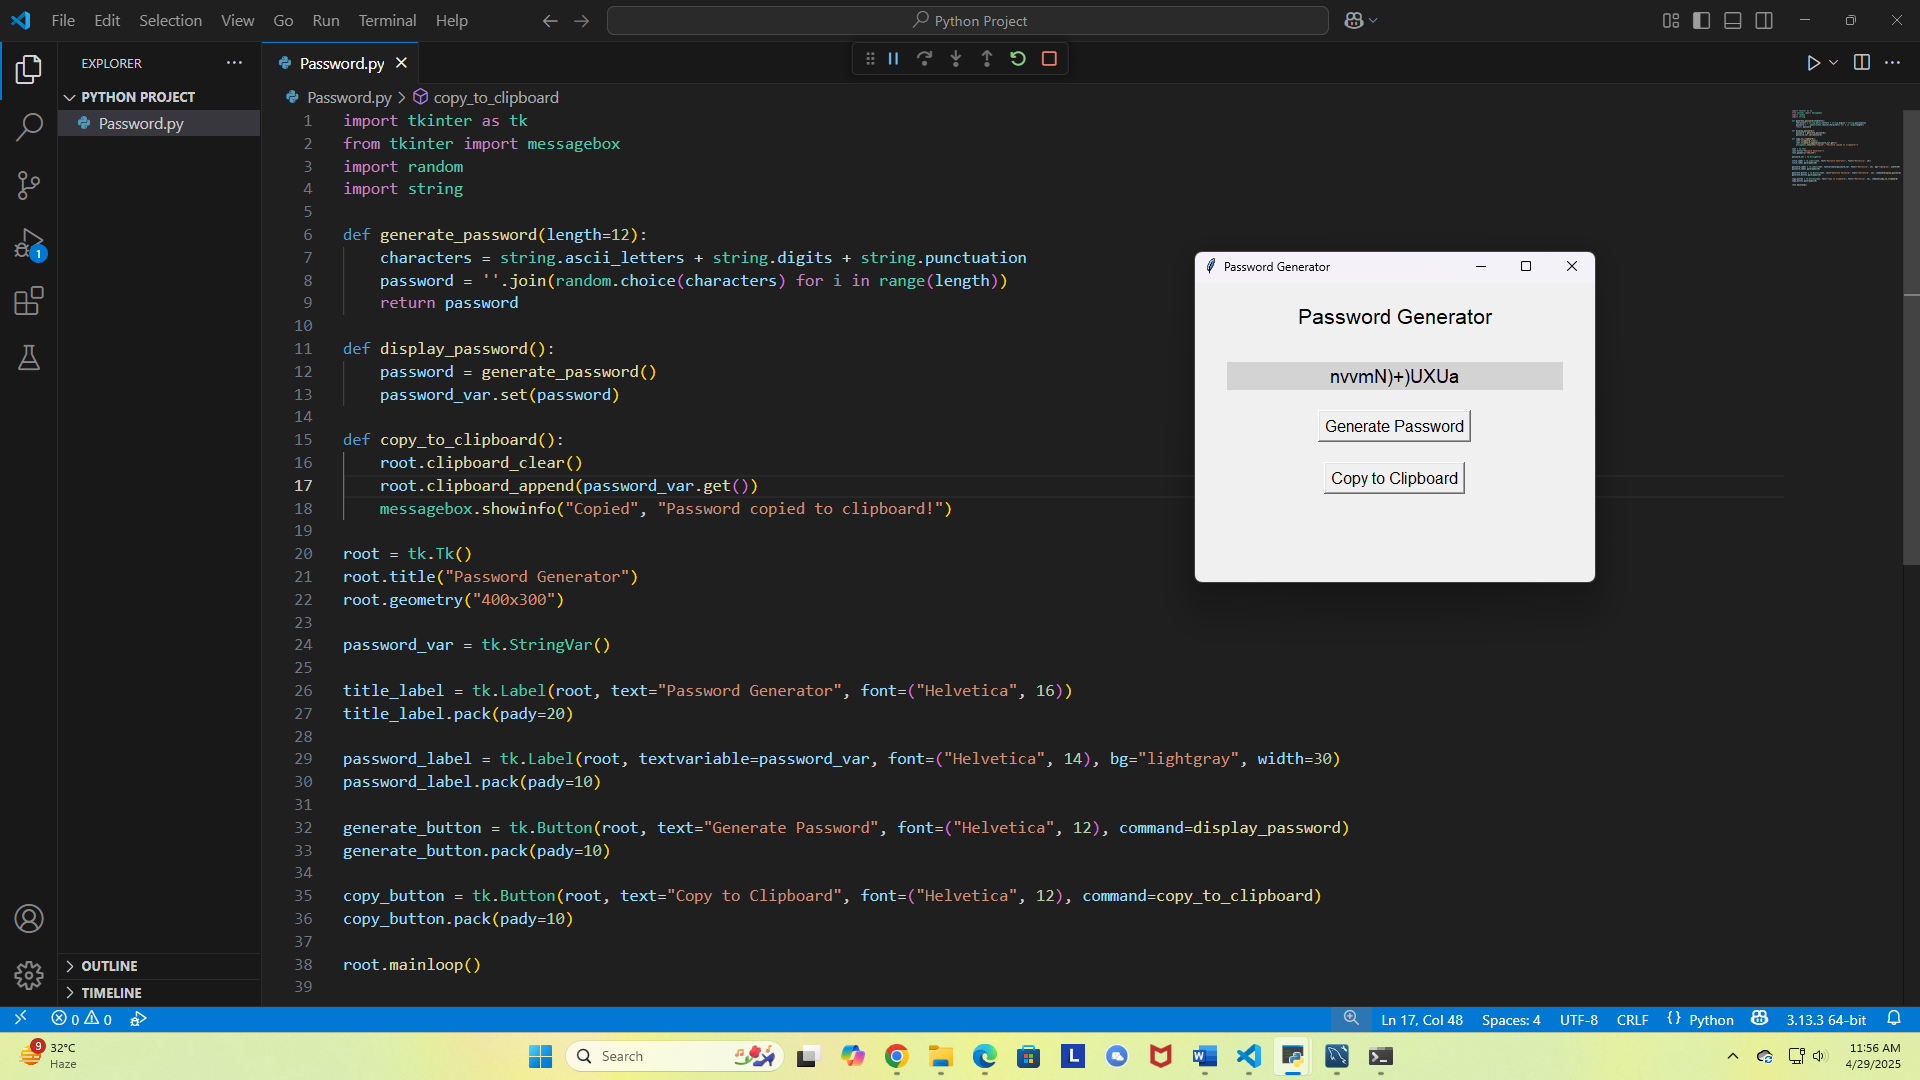 File Edit Selection View Go Run Terminal Help
Python Project
EXPLORER
PYTHON PROJECT
Password.py
OUTLINE
TIMELINE
Password.py
Password.py > copy_to_clipboard
1 import tkinter as tk
2 from tkinter import messagebox
3 import random
4 import string
5
6 def generate_password(length=12):
7 characters = string.ascii_letters + string.digits + string.punctuation
8 password = ''.join(random.choice(characters) for i in range(length))
9 return password
10
11 def display_password():
12 password = generate_password()
13 password_var.set(password)
14
15 def copy_to_clipboard():
16 root.clipboard_clear()
17 root.clipboard_append(password_var.get())
18 messagebox.showinfo("Copied", "Password copied to clipboard!")
19
20 root = tk.Tk()
21 root.title("Password Generator")
22 root.geometry("400x300")
23
24 password_var = tk.StringVar()
25
26 title_label = tk.Label(root, text="Password Generator", font=("Helvetica", 16))
27 title_label.pack(pady=20)
28
29 password_label = tk.Label(root, textvariable=password_var, font=("Helvetica", 14), bg="lightgray", width=30)
30 password_label.pack(pady=10)
31
32 generate_button = tk.Button(root, text="Generate Password", font=("Helvetica", 12), command=display_password)
33 generate_button.pack(pady=10)
34
35 copy_button = tk.Button(root, text="Copy to Clipboard", font=("Helvetica", 12), command=copy_to_clipboard)
36 copy_button.pack(pady=10)
37
38 root.mainloop()
39
Password Generator
Password Generator
nvvmN)+)UXUa
Generate Password
Copy to Clipboard
1
0 0
Ln 17, Col 48 Spaces: 4 UTF-8 CRLF {} Python 3.13.3 64-bit
9
32°C
Haze
Search
L
W
11:56 AM
4/29/2025